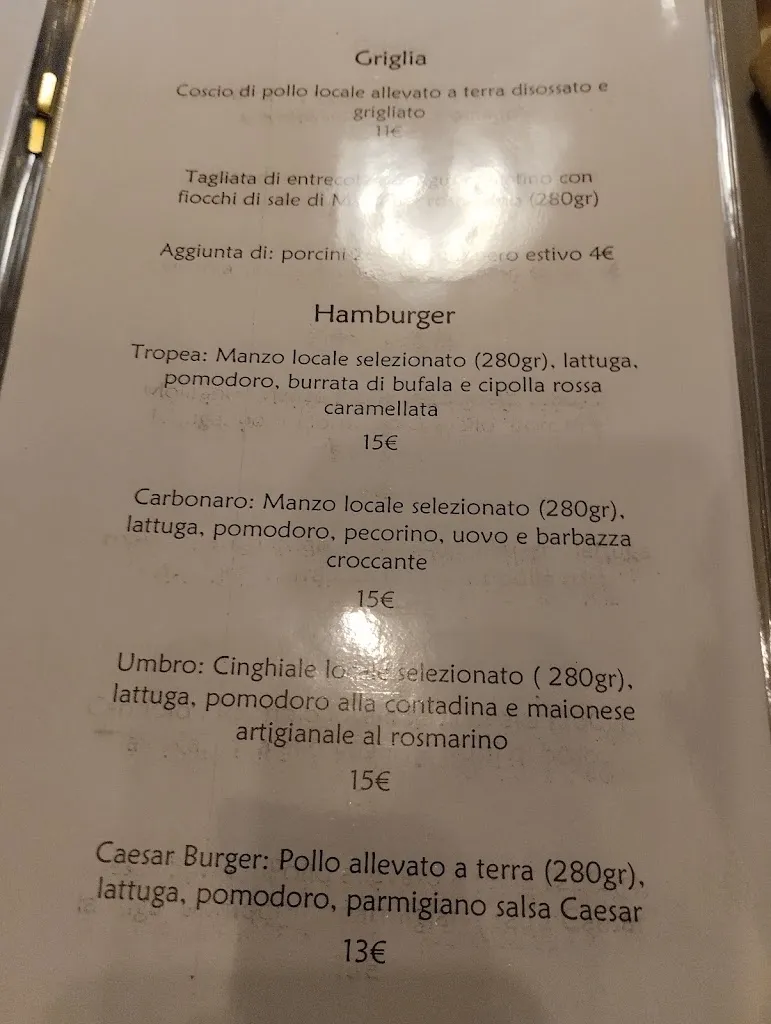 Griglia
Coscio di pollo locale allevato a terra disossato e
grigliato
11€
Tagliata di con
fiocchi di sale di (280gr)
Aggiunta di: porcini estivo 4€
Hamburger
Tropea: Manzo locale selezionato (280gr), lattuga,
pomodoro, burrata di bufala e cipolla rossa
caramellata
15€
Carbonaro: Manzo locale selezionato (280gr),
lattuga, pomodoro, pecorino, uovo e barbazza
croccante
15€
Umbro: Cinghiale locale selezionato ( 280gr),
lattuga, pomodoro alla contadina e maionese
artigianale al rosmarino
15€
Caesar Burger: Pollo allevato a terra (280gr),
lattuga, pomodoro, parmigiano salsa Caesar
13€